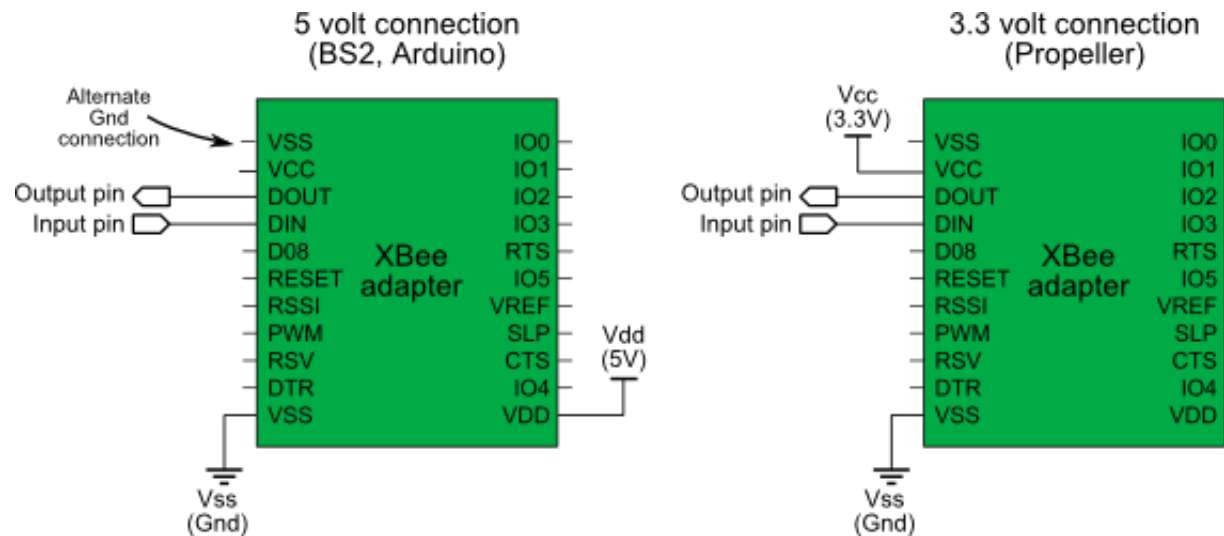 5 volt connection
(BS2, Arduino)
Alternate
Gnd
connection
VSS
VCC
DOUT
DIN
D08
RESET
RSSI
PWM
RSV
DTR
VSS
Output pin
Input pin
XBee
adapter
IO0
IO1
IO2
IO3
RTS
IO5
VREF
SLP
CTS
IO4
VDD
Vdd
(5V)
Vss
(Gnd)
3.3 volt connection
(Propeller)
Vcc
(3.3V)
VSS
VCC
DOUT
DIN
D08
RESET
RSSI
PWM
RSV
DTR
VSS
Output pin
Input pin
XBee
adapter
IO0
IO1
IO2
IO3
RTS
IO5
VREF
SLP
CTS
IO4
VDD
Vss
(Gnd)